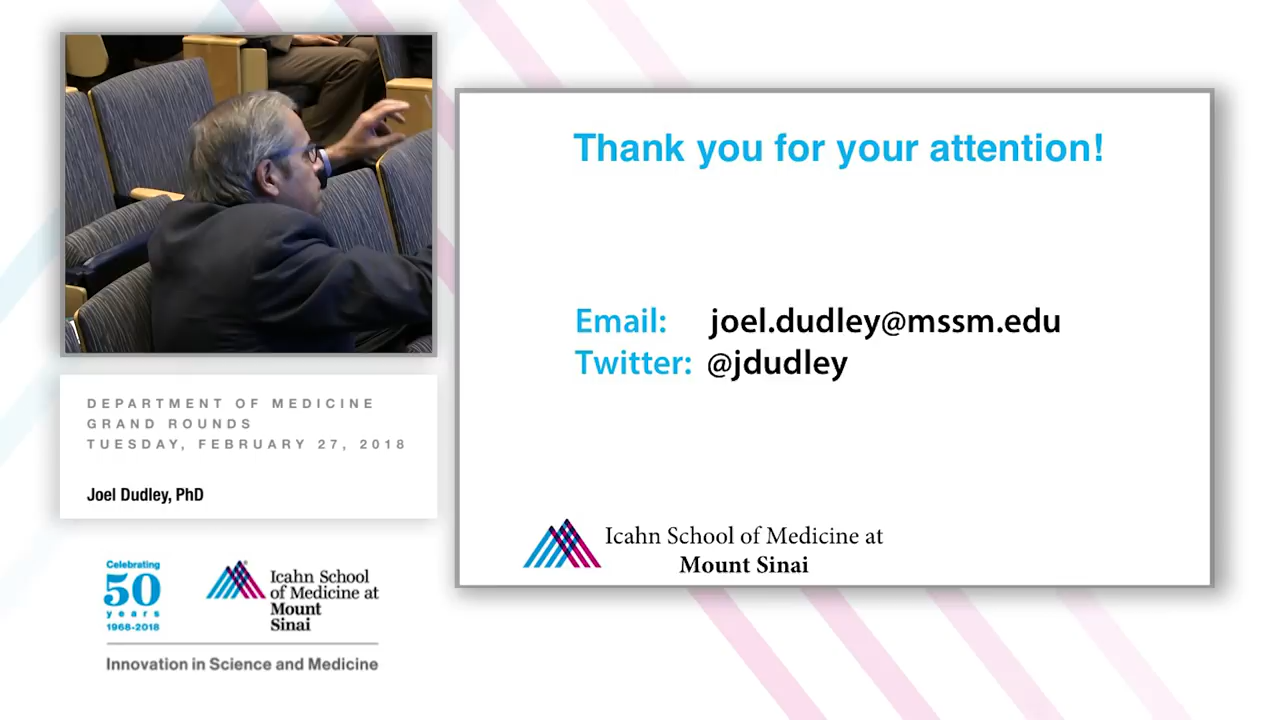 DEPARTMENT OF MEDICINE
GRAND ROUNDS
TUESDAY, FEBRUARY 27, 2018
Joel Dudley, PhD
Celebrating
50
years
1968-2018
Icahn School
of Medicine at
Mount
Sinai
Innovation in Science and Medicine
Thank you for your attention!
Email: joel.dudley@mssm.edu
Twitter: @jdudley
Icahn School of Medicine at
Mount Sinai